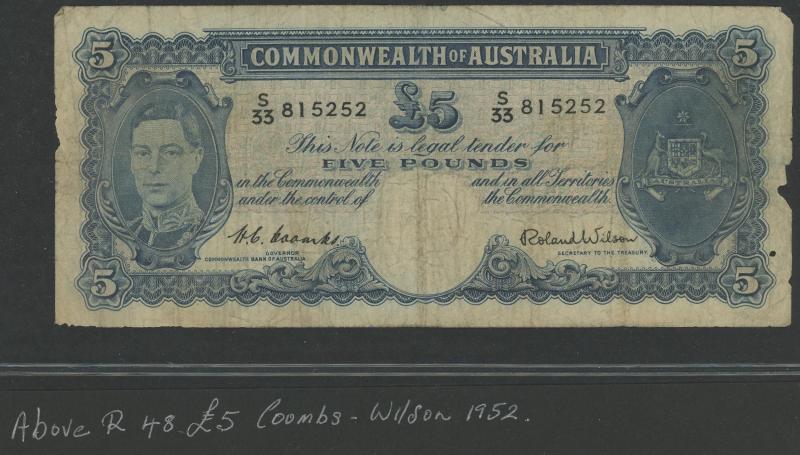 5 COMMONWEALTH OF AUSTRALIA 5
S/33 815252 £5 S/33 815252
This Note is legal tender for
FIVE POUNDS
in the Commonwealth and in all Territories
under the control of the Commonwealth.
H.C. Coombs. Roland Wilson
GOVERNOR SECRETARY TO THE TREASURY.
COMMONWEALTH BANK OF AUSTRALIA.
AUSTRALIA
5 5
Above R 48 £5 Coombs - Wilson 1952.